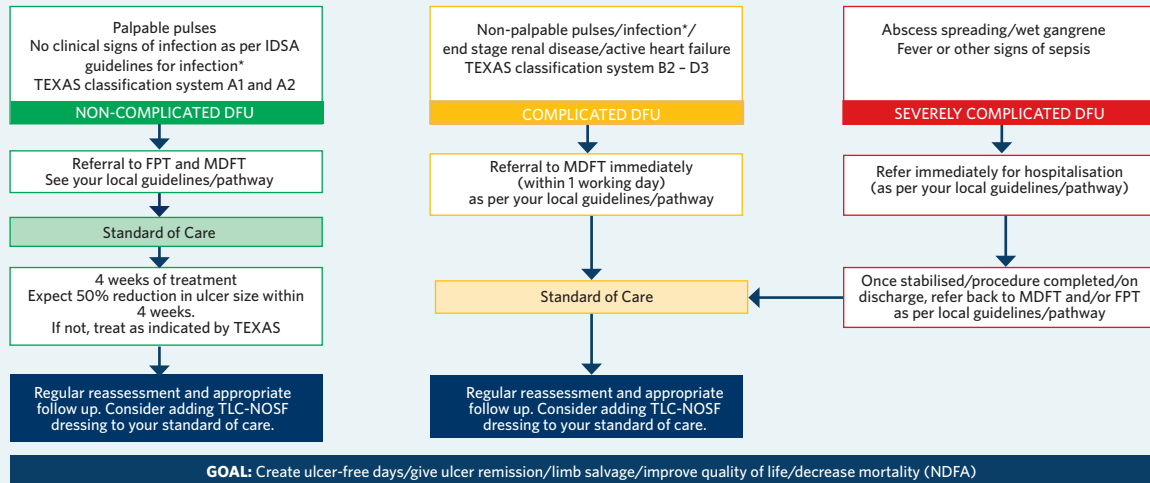 Palpable pulses
No clinical signs of infection as per IDSA
guidelines for infection*
TEXAS classification system A1 and A2
NON-COMPLICATED DFU
Referral to FPT and MDFT
See your local guidelines/pathway
Standard of Care
4 weeks of treatment
Expect 50% reduction in ulcer size within
4 weeks.
If not, treat as indicated by TEXAS
Regular reassessment and appropriate
follow up. Consider adding TLC-NOSF
dressing to your standard of care.
Non-palpable pulses/infection*/
end stage renal disease/active heart failure
TEXAS classification system B2 – D3
COMPLICATED DFU
Referral to MDFT immediately
(within 1 working day)
as per your local guidelines/pathway
Standard of Care
Regular reassessment and appropriate
follow up. Consider adding TLC-NOSF
dressing to your standard of care.
Abscess spreading/wet gangrene
Fever or other signs of sepsis
SEVERELY COMPLICATED DFU
Refer immediately for hospitalisation
(as per your local guidelines/pathway)
Once stabilised/procedure completed/on
discharge, refer back to MDFT and/or FPT
as per local guidelines/pathway
GOAL: Create ulcer-free days/give ulcer remission/limb salvage/improve quality of life/decrease mortality (NDFA)